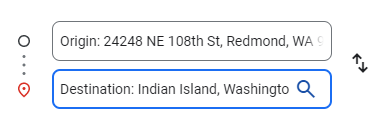 Origin: 24248 NE 108th St, Redmond, WA
Destination: Indian Island, Washingto